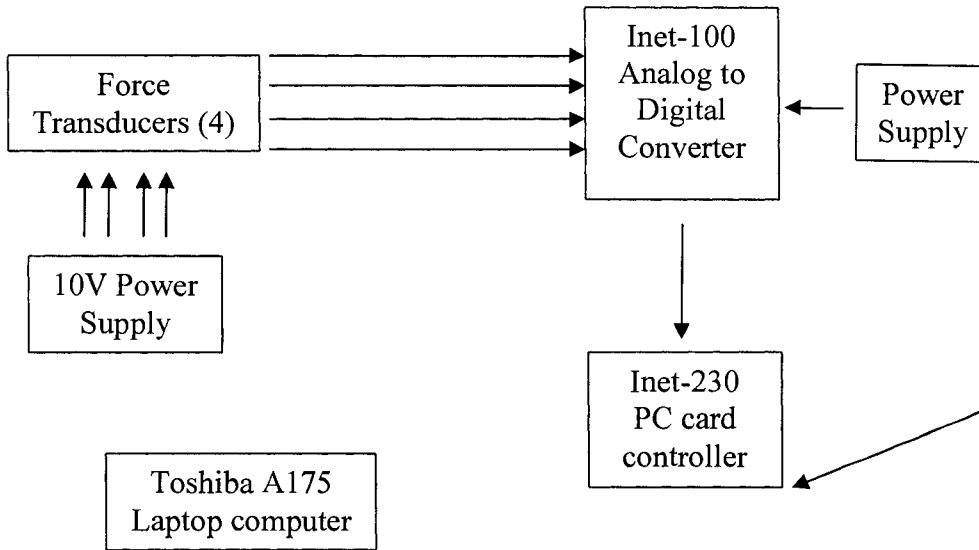 Force
Transducers (4)
Inet-100
Analog to
Digital
Converter
Power
Supply
10V Power
Supply
Inet-230
PC card
controller
Toshiba A175
Laptop computer